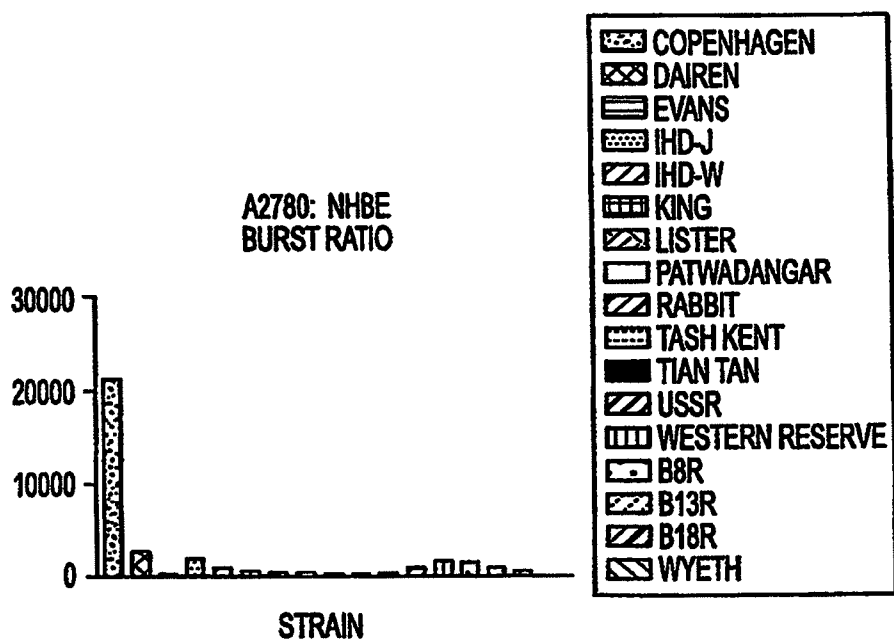 A2780: NHBE
BURST RATIO
30000
20000
10000
0
STRAIN
COPENHAGEN
DAIREN
EVANS
IHD-J
IHD-W
KING
LISTER
PATWADANGAR
RABBIT
TASH KENT
TIAN TAN
USSR
WESTERN RESERVE
B8R
B13R
B18R
WYETH